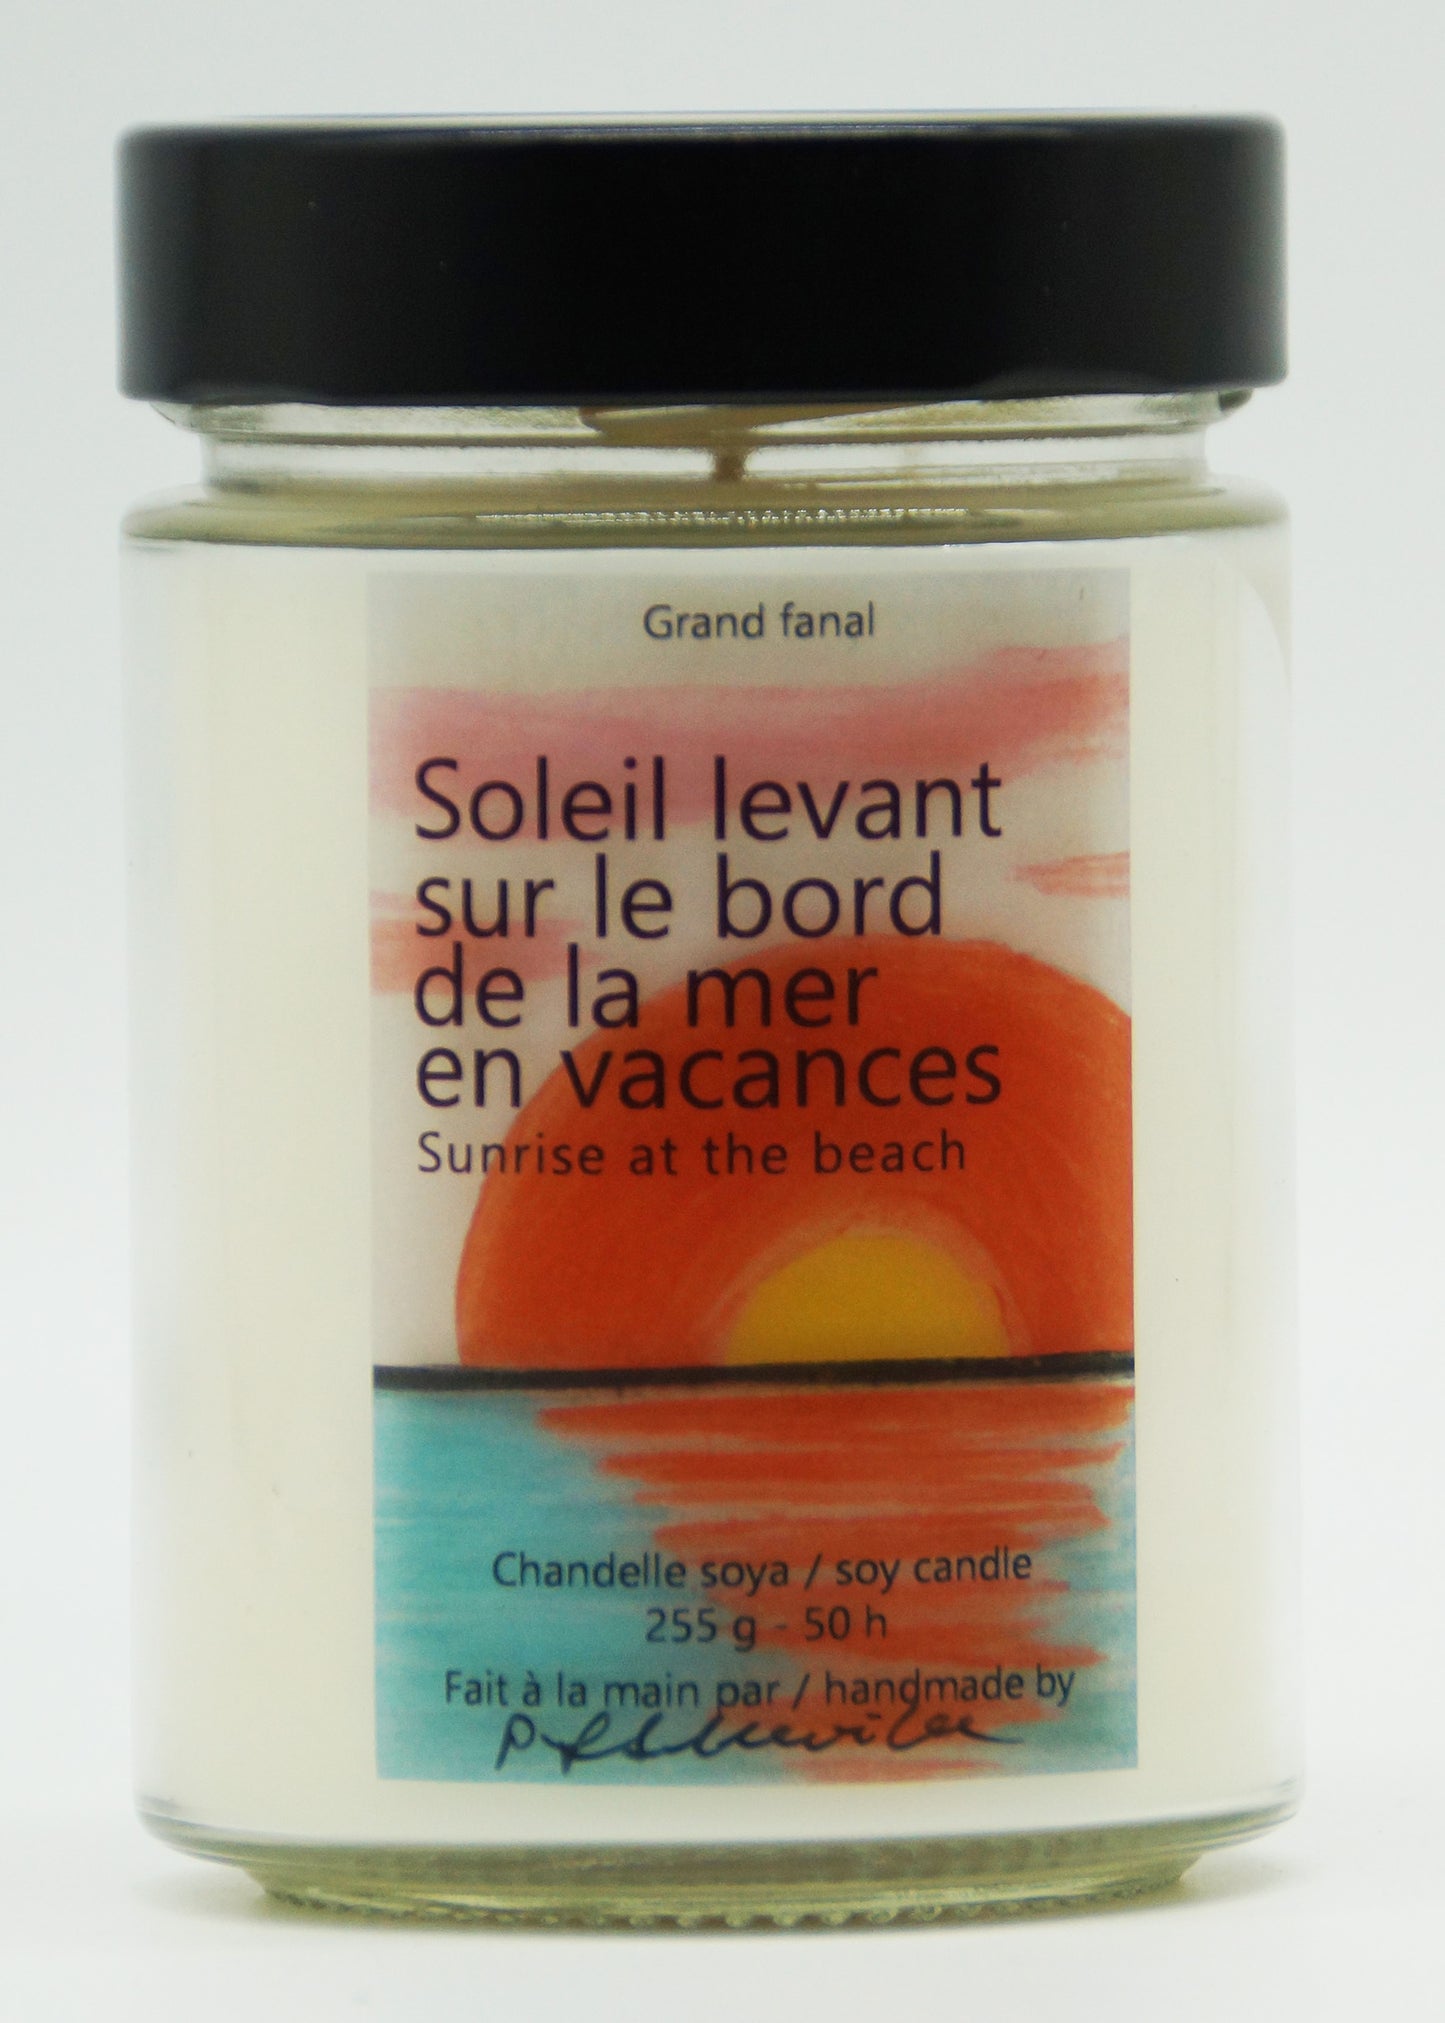 Grand fanal
Soleil levant
sur le bord
de la mer
en vacances
Sunrise at the beach
Chandelle soya / soy candle
255 g - 50 h
Fait à la main par / handmade by